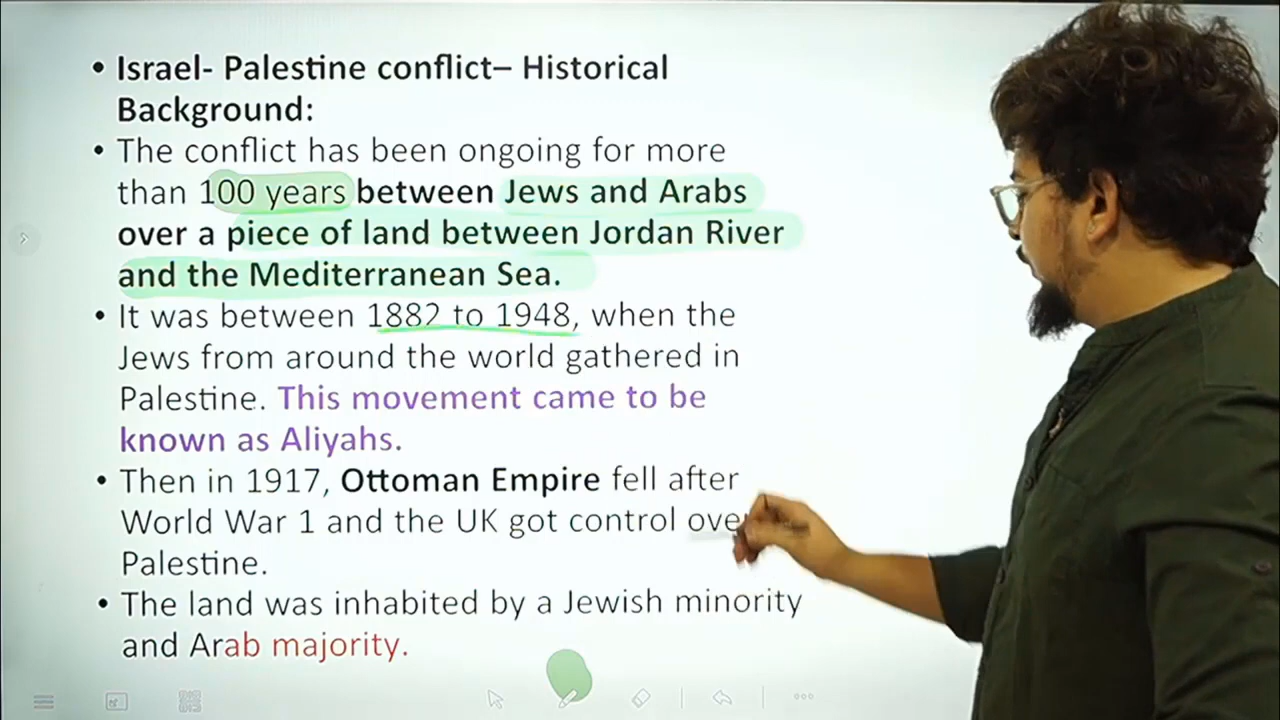 • Israel- Palestine conflict– Historical
Background:
• The conflict has been ongoing for more
than 100 years between Jews and Arabs
over a piece of land between Jordan River
and the Mediterranean Sea.
• It was between 1882 to 1948, when the
Jews from around the world gathered in
Palestine. This movement came to be
known as Aliyahs.
• Then in 1917, Ottoman Empire fell after
World War 1 and the UK got control over
Palestine.
• The land was inhabited by a Jewish minority
and Arab majority.